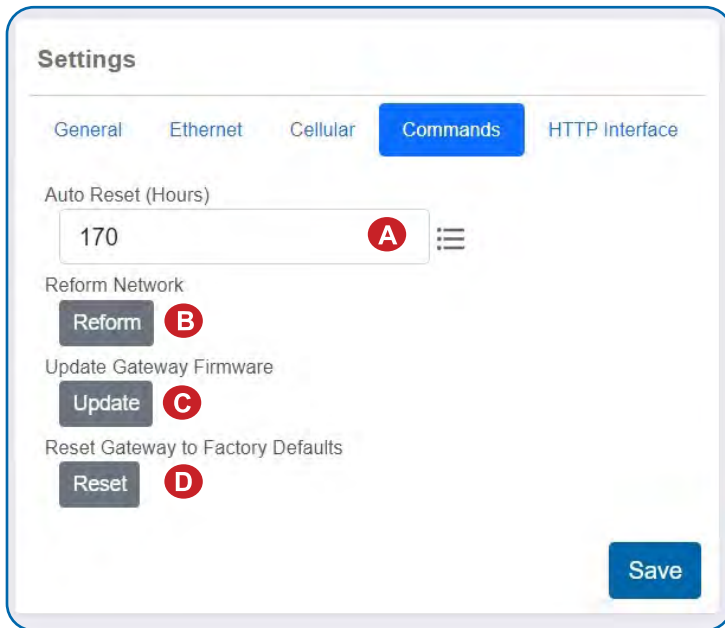 Settings
General Ethernet Cellular Commands HTTP Interface
Auto Reset (Hours)
170 A
Reform Network
Reform B
Update Gateway Firmware
Update C
Reset Gateway to Factory Defaults
Reset D
Save